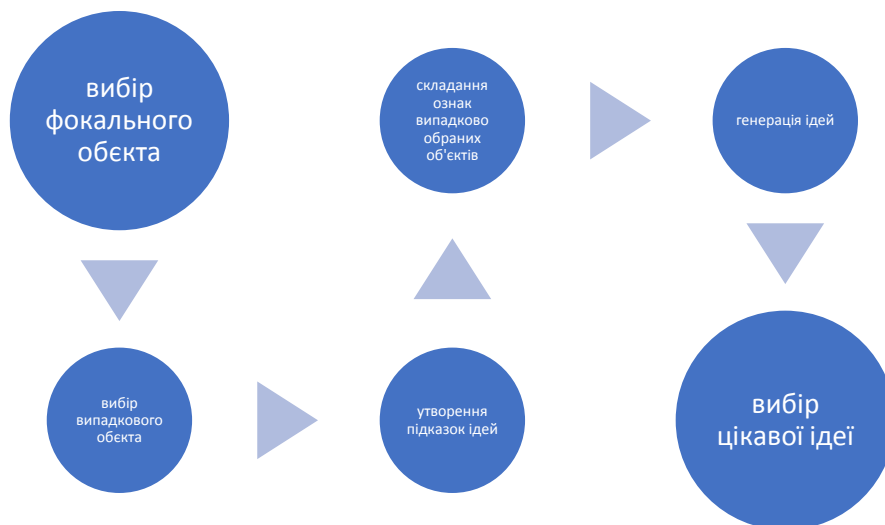 вибір
фокального
обєкта
вибір
випадкового
обєкта
утворення
підказок ідей
складання
ознак
випадково
обраних
об'єктів
генерація ідей
вибір
цікавої ідеї